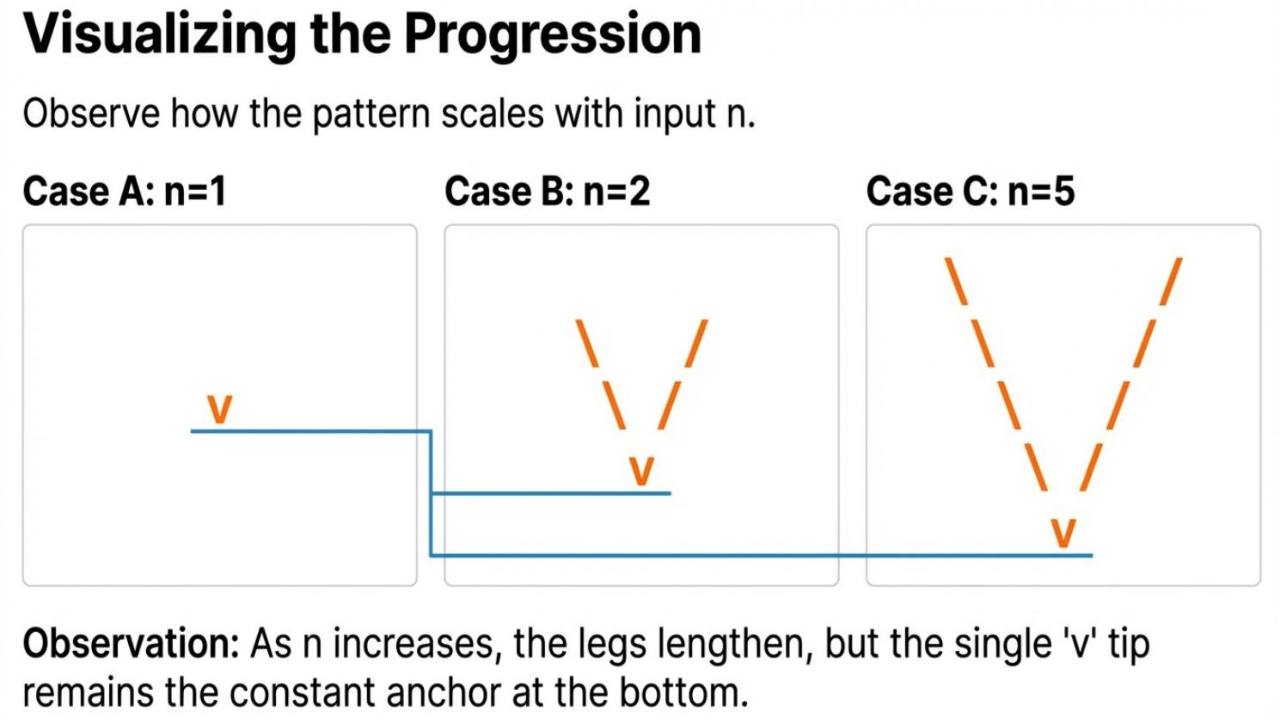 Visualizing the Progression
Observe how the pattern scales with input n.
Case A: n=1
Case B: n=2
Case C: n=5
v
\ /
\ /
v
\ /
\ /
\ /
\ /
v
Observation: As n increases, the legs lengthen, but the single 'v' tip
remains the constant anchor at the bottom.